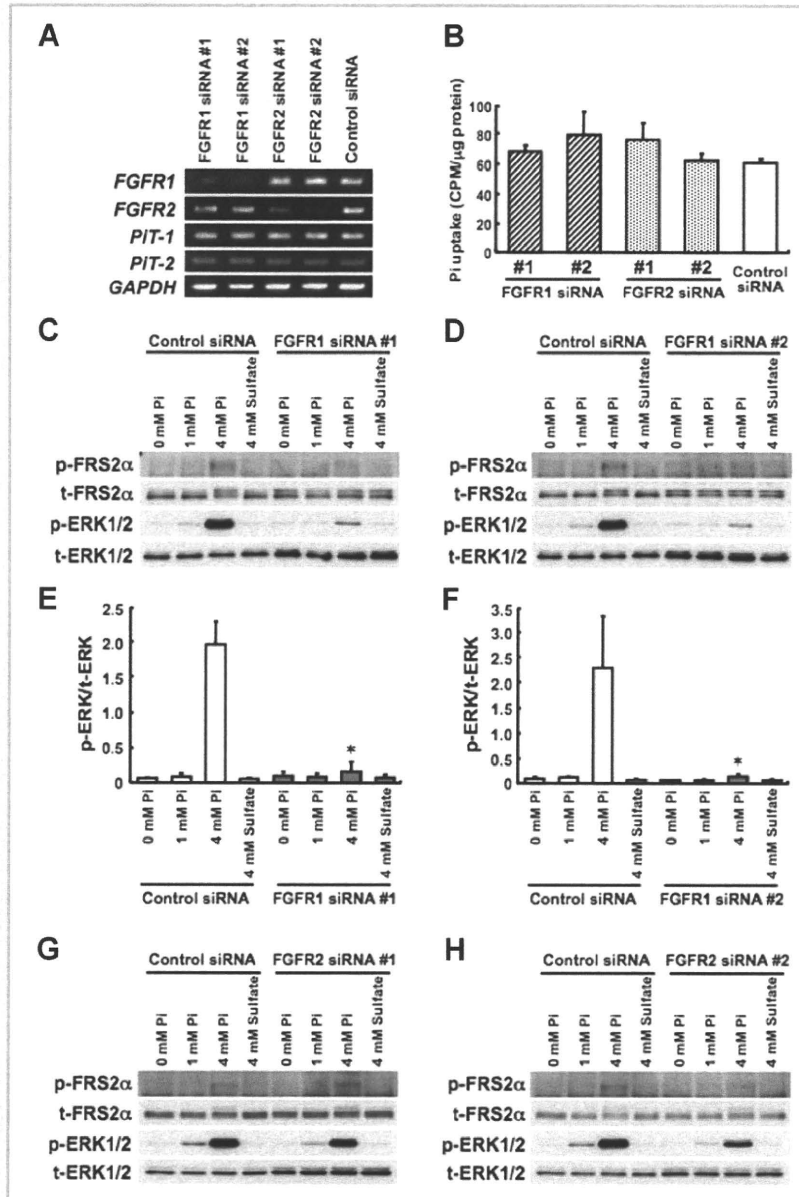 A
FGFR1 siRNA #1
FGFR1 siRNA #2
FGFR2 siRNA #1
FGFR2 siRNA #2
Control siRNA
FGFR1
FGFR2
PiT-1
PiT-2
GAPDH
B
Pi uptake (CPM/µg protein)
100
80
60
40
20
0
#1 #2 #1 #2
FGFR1 siRNA FGFR2 siRNA Control siRNA
C
Control siRNA FGFR1 siRNA #1
0 mM Pi
1 mM Pi
4 mM Pi
4 mM Sulfate
0 mM Pi
1 mM Pi
4 mM Pi
4 mM Sulfate
p-FRS2α
t-FRS2α
p-ERK1/2
t-ERK1/2
D
Control siRNA FGFR1 siRNA #2
0 mM Pi
1 mM Pi
4 mM Pi
4 mM Sulfate
0 mM Pi
1 mM Pi
4 mM Pi
4 mM Sulfate
p-FRS2α
t-FRS2α
p-ERK1/2
t-ERK1/2
E
p-ERK/t-ERK
2.5
2.0
1.5
1.0
0.5
0
*
0 mM Pi
1 mM Pi
4 mM Pi
4 mM Sulfate
0 mM Pi
1 mM Pi
4 mM Pi
4 mM Sulfate
Control siRNA FGFR1 siRNA #1
F
p-ERK/t-ERK
3.5
3.0
2.5
2.0
1.5
1.0
0.5
0
*
0 mM Pi
1 mM Pi
4 mM Pi
4 mM Sulfate
0 mM Pi
1 mM Pi
4 mM Pi
4 mM Sulfate
Control siRNA FGFR1 siRNA #2
G
Control siRNA FGFR2 siRNA #1
0 mM Pi
1 mM Pi
4 mM Pi
4 mM Sulfate
0 mM Pi
1 mM Pi
4 mM Pi
4 mM Sulfate
p-FRS2α
t-FRS2α
p-ERK1/2
t-ERK1/2
H
Control siRNA FGFR2 siRNA #2
0 mM Pi
1 mM Pi
4 mM Pi
4 mM Sulfate
0 mM Pi
1 mM Pi
4 mM Pi
4 mM Sulfate
p-FRS2α
t-FRS2α
p-ERK1/2
t-ERK1/2